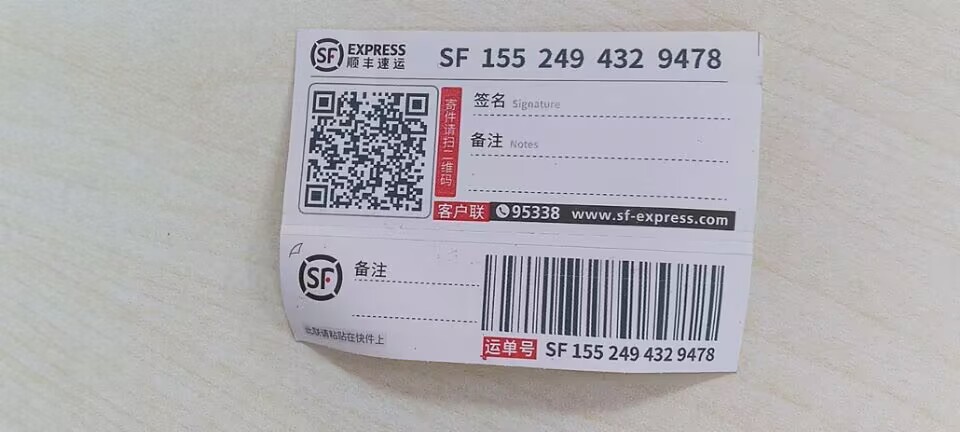 SF EXPRESS
顺丰速运
SF 155 249 432 9478
寄件请扫二维码
签名 Signature
备注 Notes
客户联 95338 www.sf-express.com
SF 备注
此联请粘贴在快件上
运单号 SF 155 249 432 9478